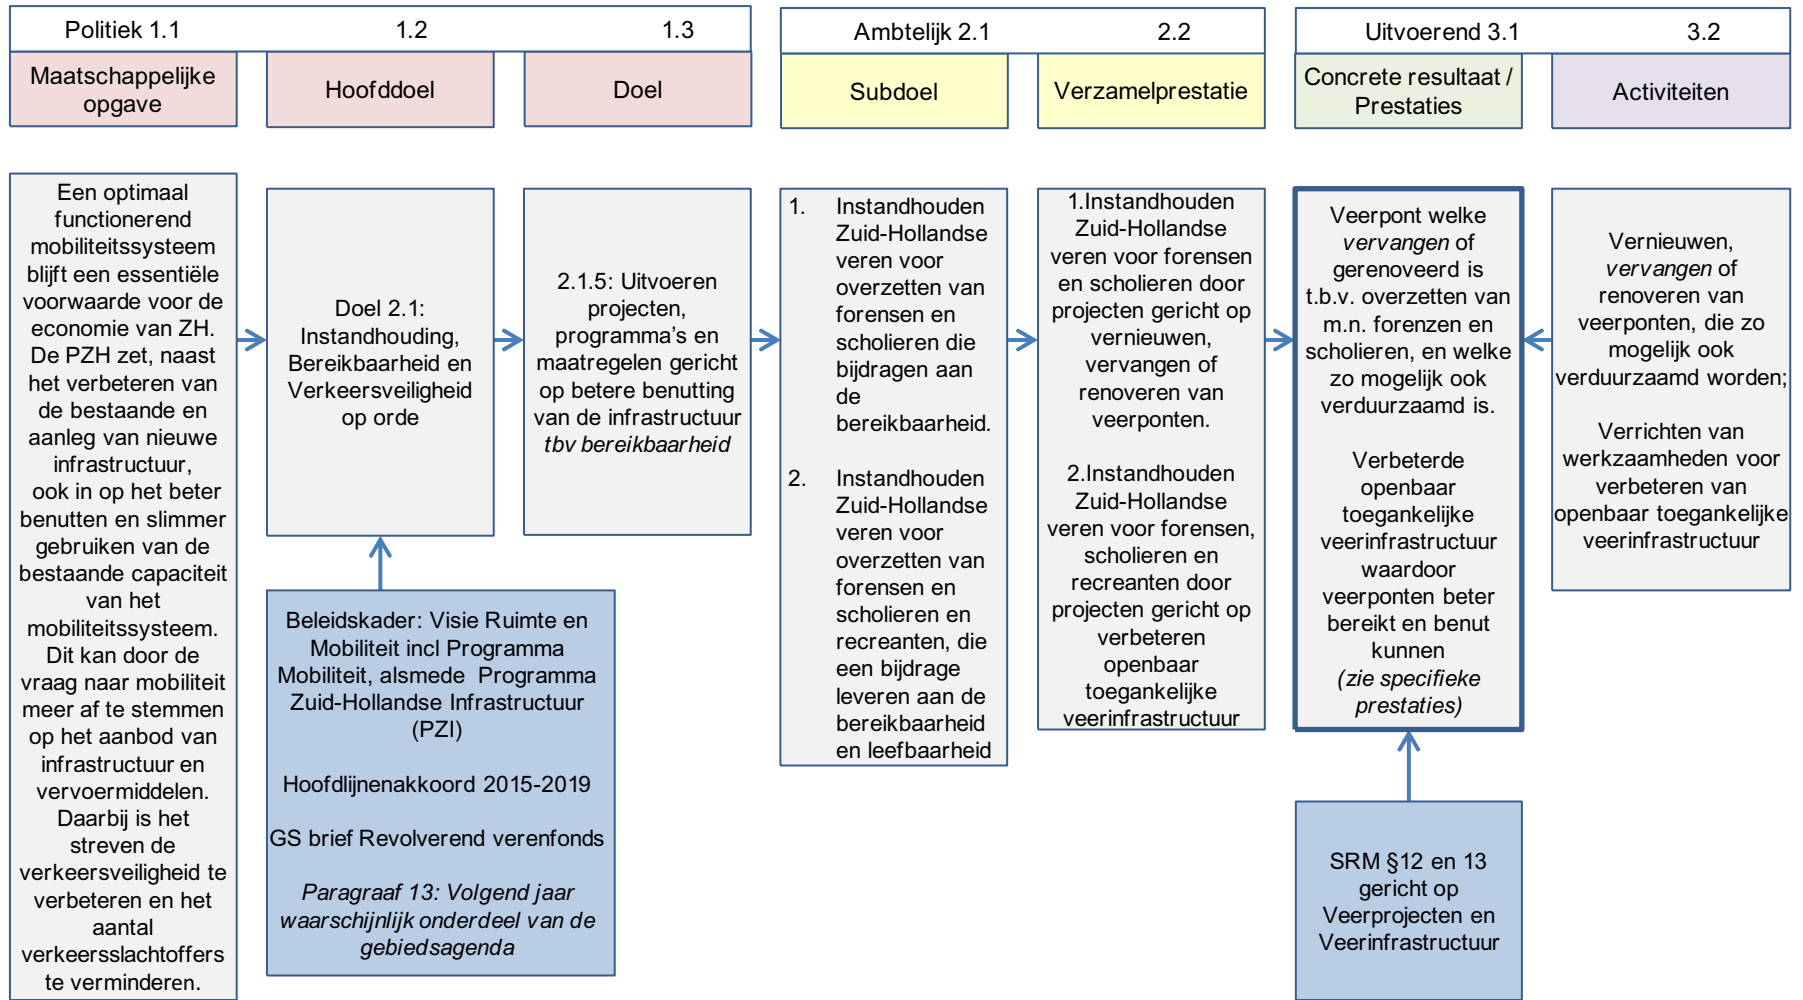 Politiek 1.1
1.2
1.3
Ambtelijk 2.1
2.2
Uitvoerend 3.1
3.2
Maatschappelijke
opgave
Hoofddoel
Doel
Subdoel
Verzamelprestatie
Concrete resultaat /
Prestaties
Activiteiten
Een optimaal
functionerend
mobiliteitssysteem
blijft een essentiële
voorwaarde voor de
economie van ZH.
De PZH zet, naast
het verbeteren van
de bestaande en
aanleg van nieuwe
infrastructuur,
ook in op het beter
benutten en slimmer
gebruiken van de
bestaande capaciteit
van het
mobiliteitssysteem.
Dit kan door de
vraag naar mobiliteit
meer af te stemmen
op het aanbod van
infrastructuur en
vervoermiddelen.
Daarbij is het
streven de
verkeersveiligheid te
verbeteren en het
aantal
verkeersslachtoffers
te verminderen.
Doel 2.1:
Instandhouding,
Bereikbaarheid en
Verkeersveiligheid
op orde
Beleidskader: Visie Ruimte en
Mobiliteit incl Programma
Mobiliteit, alsmede Programma
Zuid-Hollandse Infrastructuur
(PZI)
Hoofdlijnenakkoord 2015-2019
GS brief Revolverend verenfonds
Paragraaf 13: Volgend jaar
waarschijnlijk onderdeel van de
gebiedsagenda
2.1.5: Uitvoeren
projecten,
programma's en
maatregelen gericht
op betere benutting
van de infrastructuur
tbv bereikbaarheid
1. Instandhouden
Zuid-Hollandse
veren voor
overzetten van
forensen en
scholieren die
bijdragen aan
de
bereikbaarheid.
2. Instandhouden
Zuid-Hollandse
veren voor
overzetten van
forensen en
scholieren en
recreanten, die
een bijdrage
leveren aan de
bereikbaarheid
en leefbaarheid
1.Instandhouden
Zuid-Hollandse
veren voor forensen
en scholieren door
projecten gericht op
vernieuwen,
vervangen of
renoveren van
veerponten.
2.Instandhouden
Zuid-Hollandse
veren voor forensen,
scholieren en
recreanten door
projecten gericht op
verbeteren
openbaar
toegankelijke
veerinfrastructuur
Veerpont welke
vervangen of
gerenoveerd is
t.b.v. overzetten van
m.n. forenzen en
scholieren, en welke
zo mogelijk ook
verduurzaamd is.
Verbeterde
openbaar
toegankelijke
veerinfrastructuur
waardoor
veerponten beter
bereikt en benut
kunnen
(zie specifieke
prestaties)
SRM §12 en 13
gericht op
Veerprojecten en
Veerinfrastructuur
Vernieuwen,
vervangen of
renoveren van
veerponten, die zo
mogelijk ook
verduurzaamd worden;
Verrichten van
werkzaamheden voor
verbeteren van
openbaar toegankelijke
veerinfrastructuur